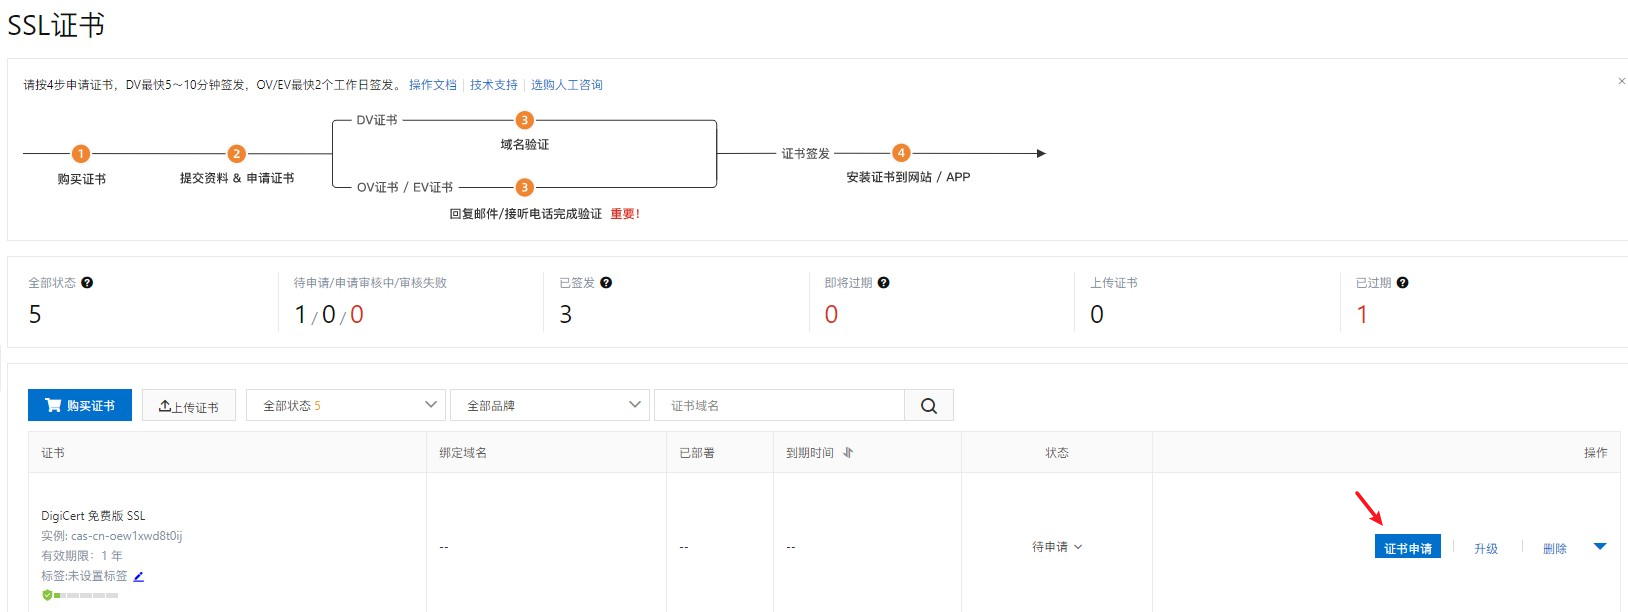 SSL证书
请按4步申请证书，DV最快5～10分钟签发，OV/EV最快2个工作日签发。 操作文档 技术支持 选购人工咨询
DV证书 3
域名验证
1 2 证书签发 4
购买证书 提交资料 & 申请证书 安装证书到网站 / APP
OV证书 / EV证书 3
回复邮件/接听电话完成验证 重要！
全部状态 待申请/申请审核中/审核失败 已签发 即将过期 上传证书 已过期
5 1/0/0 3 0 0 1
购买证书 上传证书 全部状态 5 全部品牌 证书域名
证书 绑定域名 已部署 到期时间 状态 操作
DigiCert 免费版 SSL
实例: cas-cn-oew1xwd8t0ij
有效期限：1 年
标签:未设置标签
-- -- -- 待申请 证书申请 升级 删除